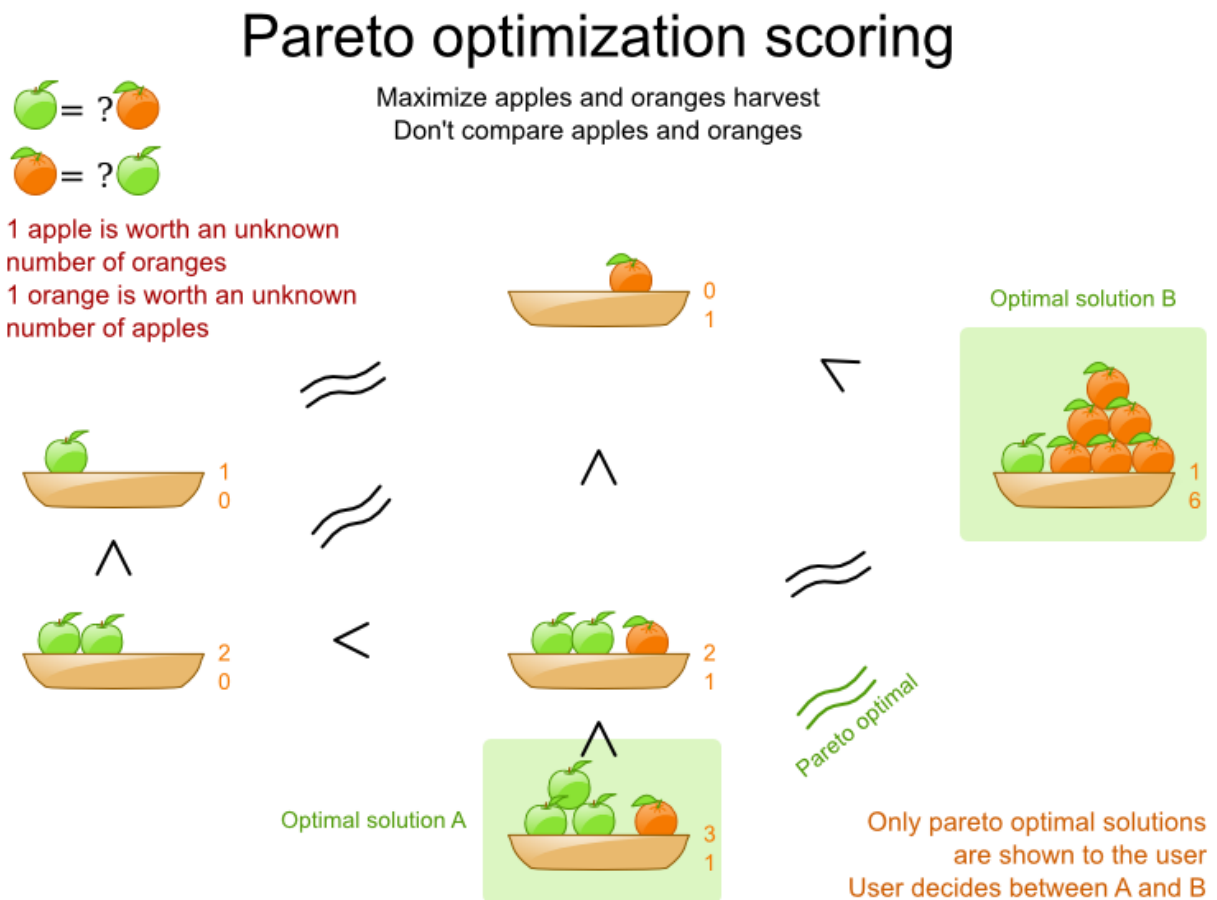 Pareto optimization scoring
Maximize apples and oranges harvest
Don't compare apples and oranges
= ?
= ?
1 apple is worth an unknown
number of oranges
1 orange is worth an unknown
number of apples
0
1
Optimal solution B
1
6
1
0
2
0
2
1
Pareto optimal
Optimal solution A
3
1
Only pareto optimal solutions
are shown to the user
User decides between A and B